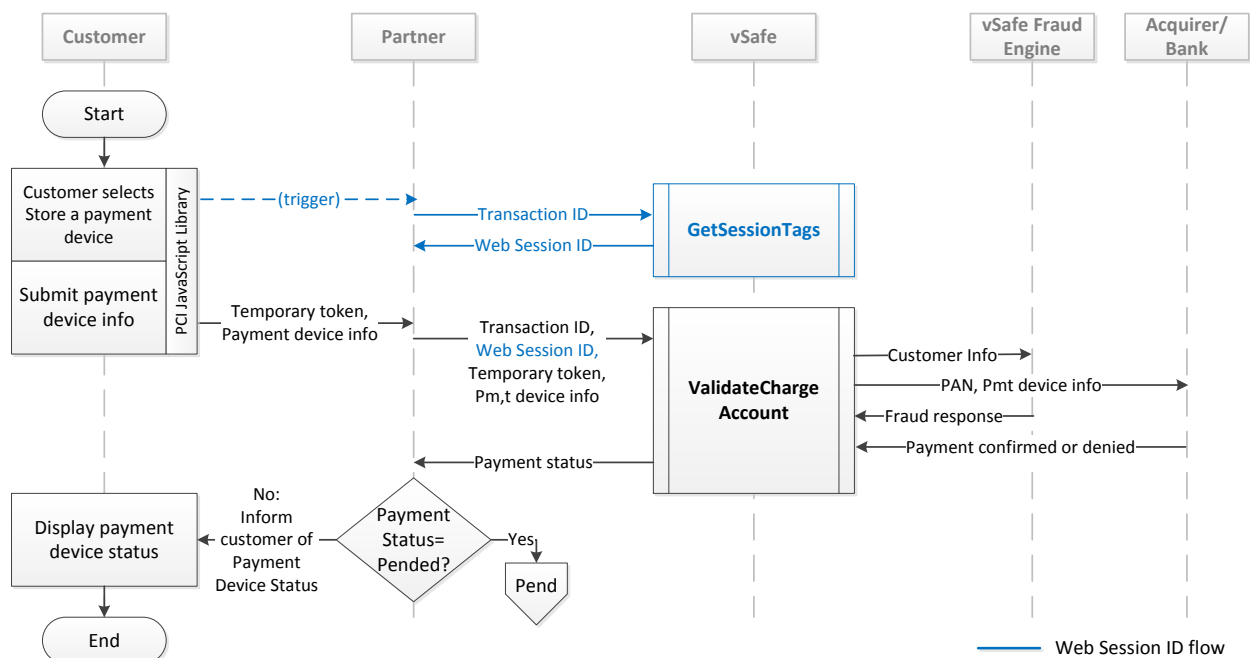 Customer
Partner
vSafe
vSafe Fraud
Engine
Acquirer/
Bank
Start
Customer selects
Store a payment
device
Submit payment
device info
PCI JavaScript Library
(trigger)
Transaction ID
Web Session ID
GetSessionTags
Temporary token,
Payment device info
Transaction ID,
Web Session ID,
Temporary token,
Pm,t device info
ValidateCharge
Account
Customer Info
PAN, Pmt device info
Fraud response
Payment confirmed or denied
Payment status
Payment
Status=
Pended?
Yes
Pend
No:
Inform
customer of
Payment
Device Status
Display payment
device status
End
Web Session ID flow